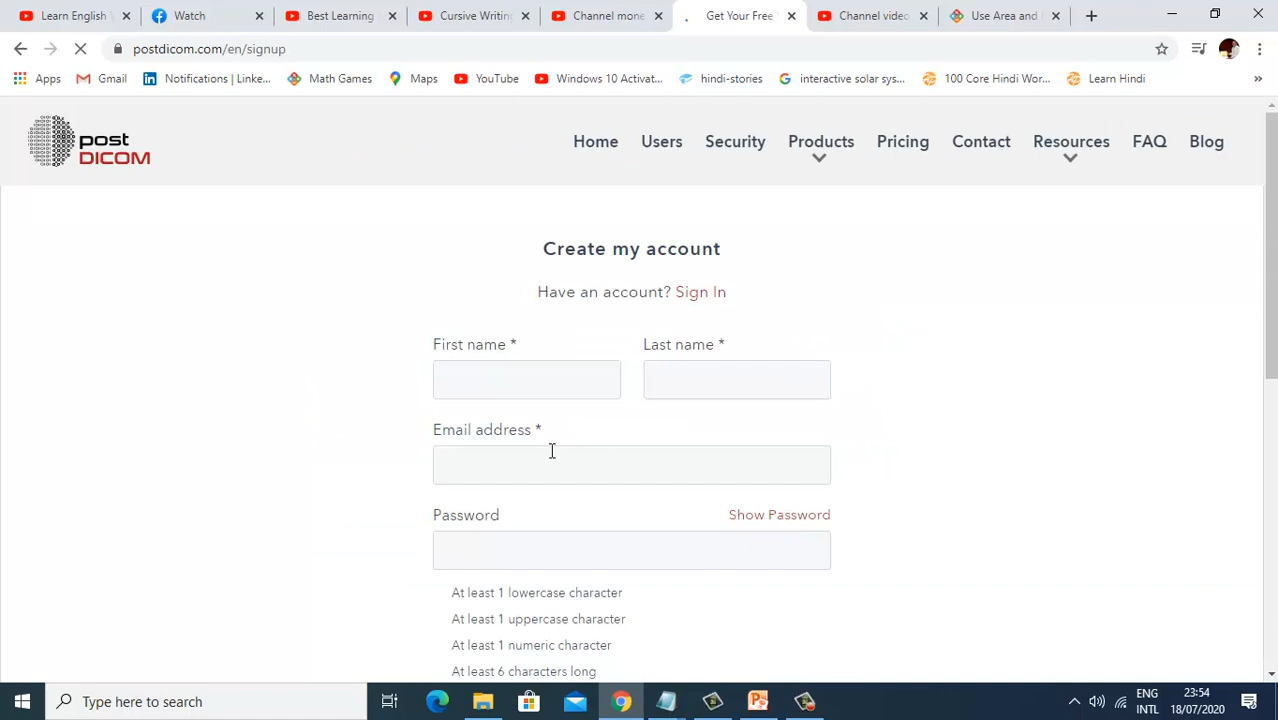 Learn English
Watch
Best Learning
Cursive Writing
Channel mone
Get Your Free
Channel video
Use Area and
postdicom.com/en/signup
Apps
Gmail
Notifications | Linke...
Math Games
Maps
YouTube
Windows 10 Activat...
hindi-stories
interactive solar sys...
100 Core Hindi Wor...
Learn Hindi
»
post
DICOM
Home
Users
Security
Products
Pricing
Contact
Resources
FAQ
Blog
Create my account
Have an account? Sign In
First name *
Last name *
Email address *
Password
Show Password
At least 1 lowercase character
At least 1 uppercase character
At least 1 numeric character
At least 6 characters long
Type here to search
ENG
INTL
23:54
18/07/2020